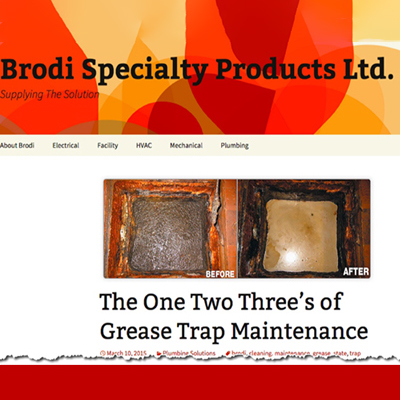 Brodi Specialty Products Ltd.
Supplying The Solution
About Brodi Electrical Facility HVAC Mechanical Plumbing
BEFORE AFTER
The One Two Three's of
Grease Trap Maintenance
March 10, 2015 Plumbing Solutions brodi, cleaning, maintenance, grease, state, trap